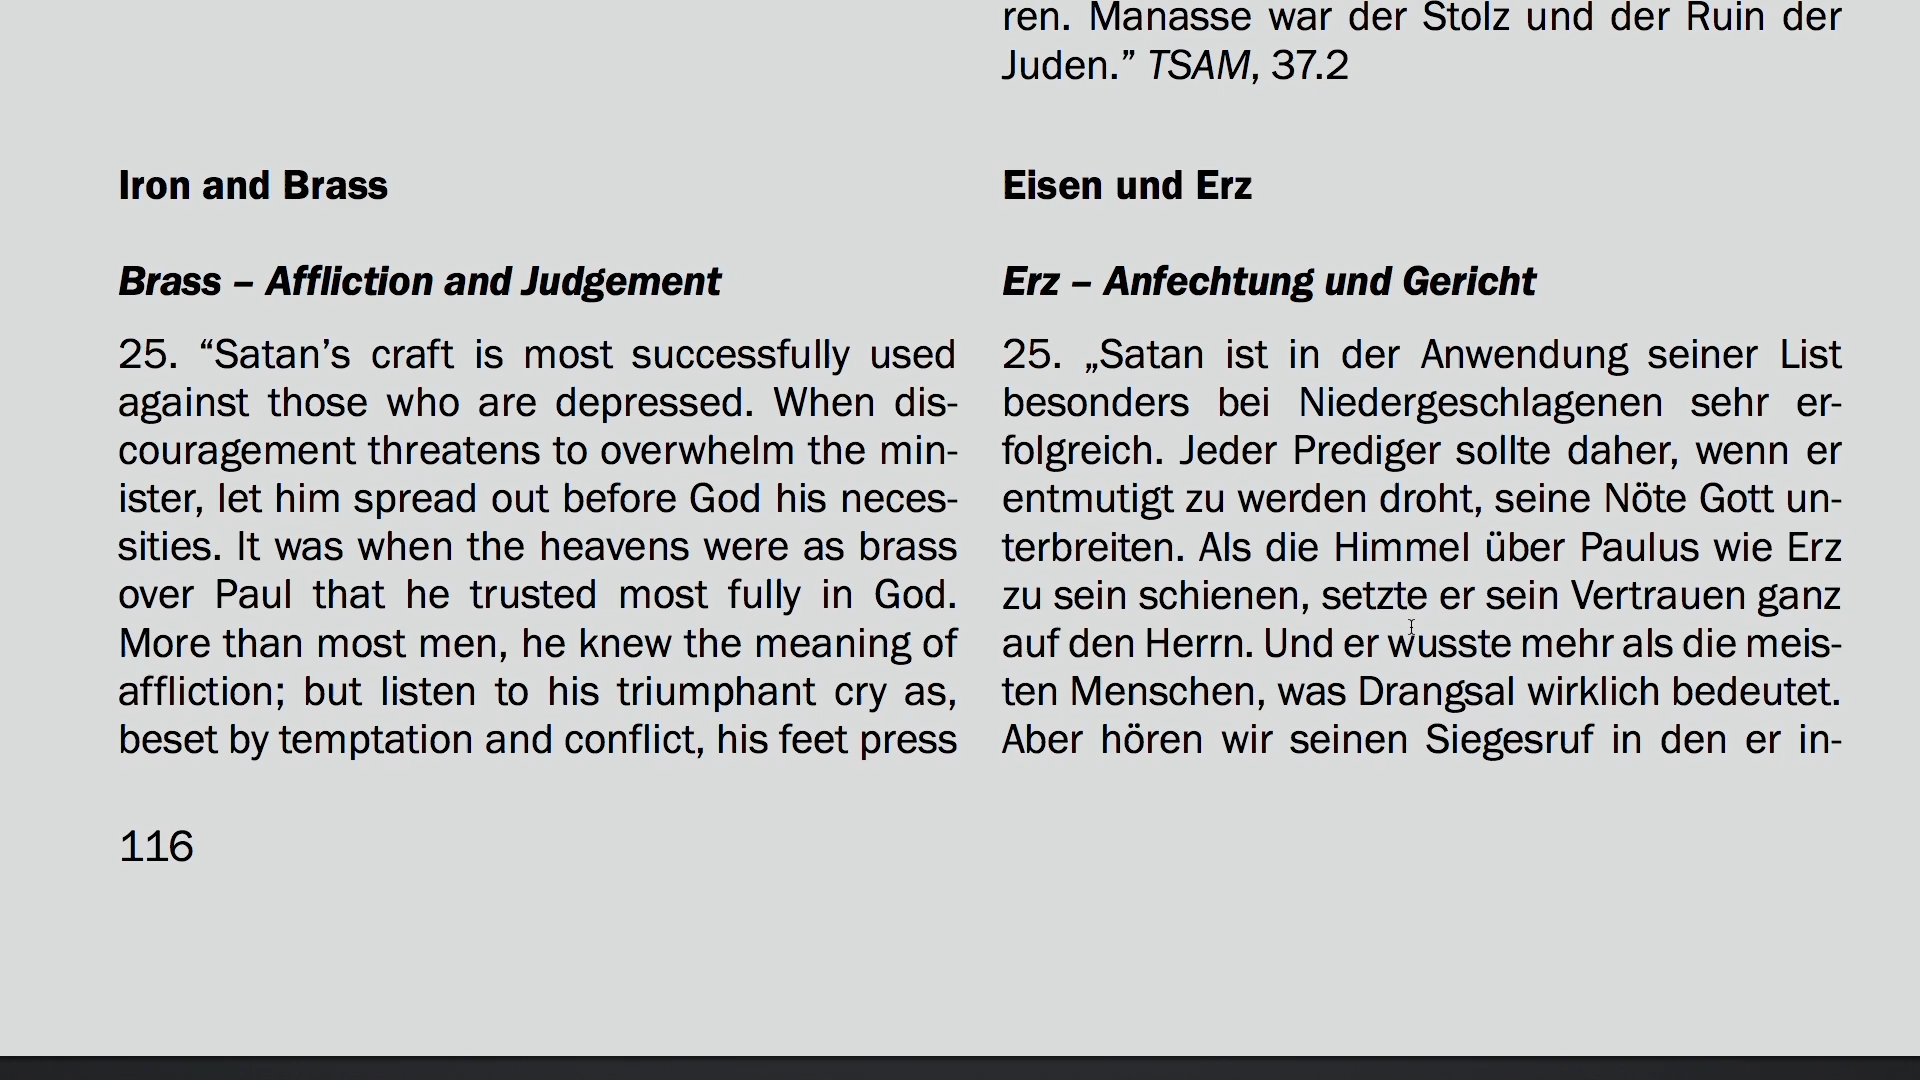 ren. Manasse war der Stolz und der Ruin der
Juden.” TSAM, 37.2
Iron and Brass
Brass – Affliction and Judgement
25. “Satan’s craft is most successfully used
against those who are depressed. When dis-
couragement threatens to overwhelm the min-
ister, let him spread out before God his neces-
sities. It was when the heavens were as brass
over Paul that he trusted most fully in God.
More than most men, he knew the meaning of
affliction; but listen to his triumphant cry as,
beset by temptation and conflict, his feet press
Eisen und Erz
Erz – Anfechtung und Gericht
25. „Satan ist in der Anwendung seiner List
besonders bei Niedergeschlagenen sehr er-
folgreich. Jeder Prediger sollte daher, wenn er
entmutigt zu werden droht, seine Nöte Gott un-
terbreiten. Als die Himmel über Paulus wie Erz
zu sein schienen, setzte er sein Vertrauen ganz
auf den Herrn. Und er wusste mehr als die meis-
ten Menschen, was Drangsal wirklich bedeutet.
Aber hören wir seinen Siegesruf in den er in-
116